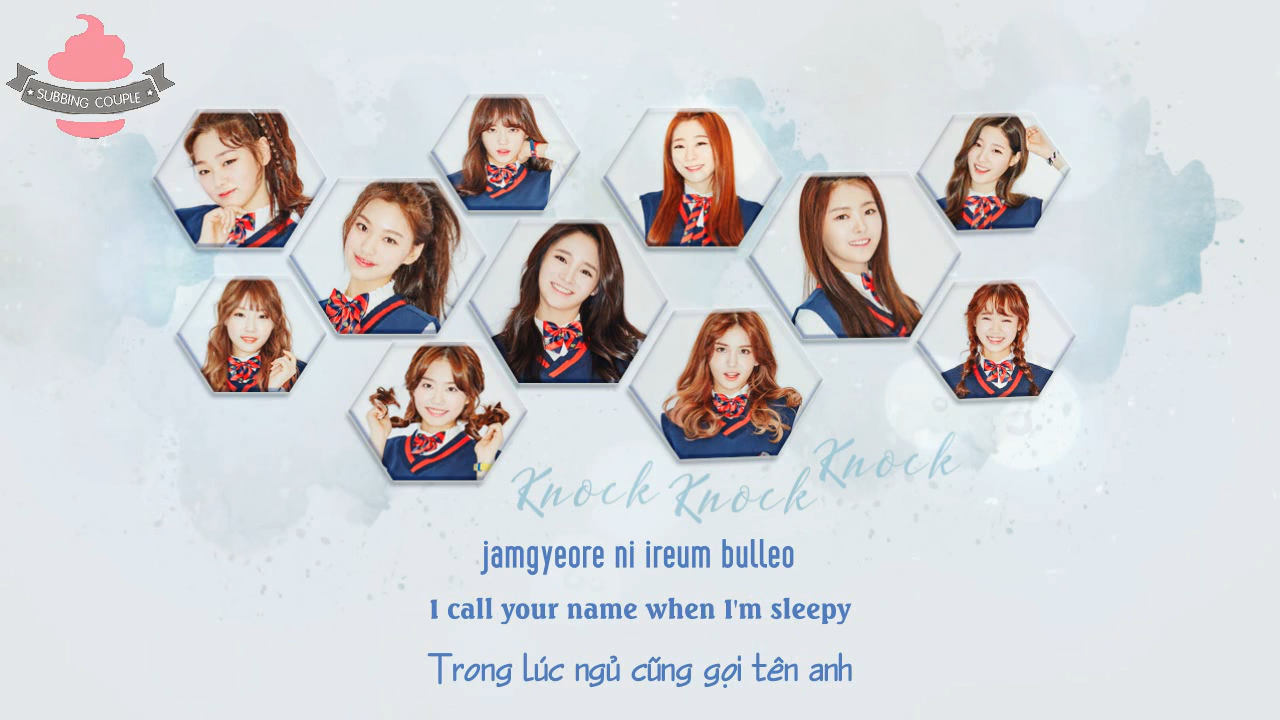 SUBBING COUPLE
Knock Knock Knock
jamgyeore ni ireum bulleo
I call your name when I'm sleepy
Trong lúc ngủ cũng gọi tên anh